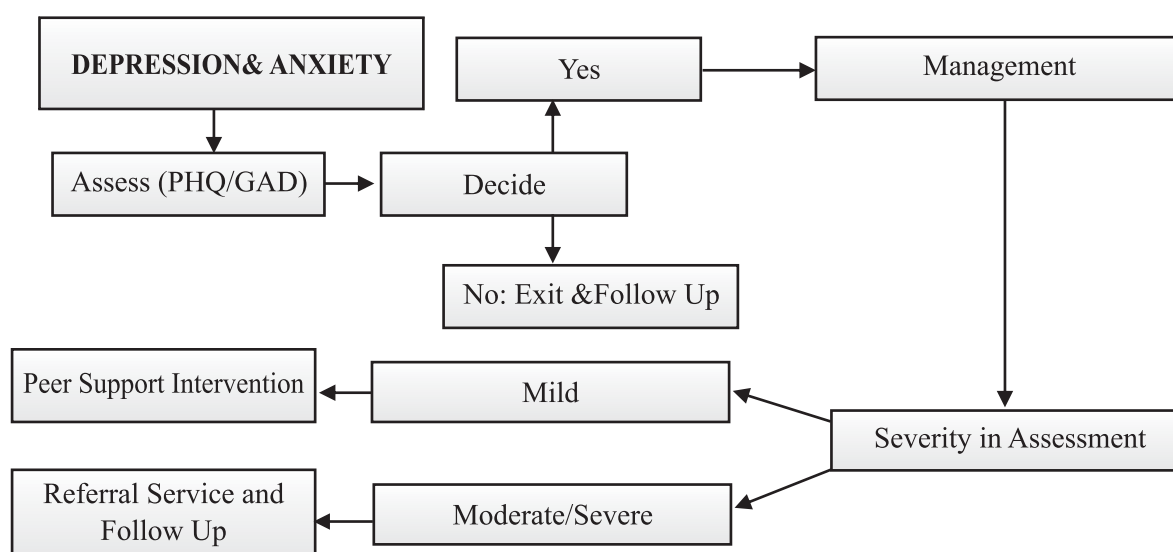 DEPRESSION& ANXIETY
Yes
Management
Assess (PHQ/GAD)
Decide
No: Exit &Follow Up
Peer Support Intervention
Mild
Severity in Assessment
Referral Service and
Follow Up
Moderate/Severe